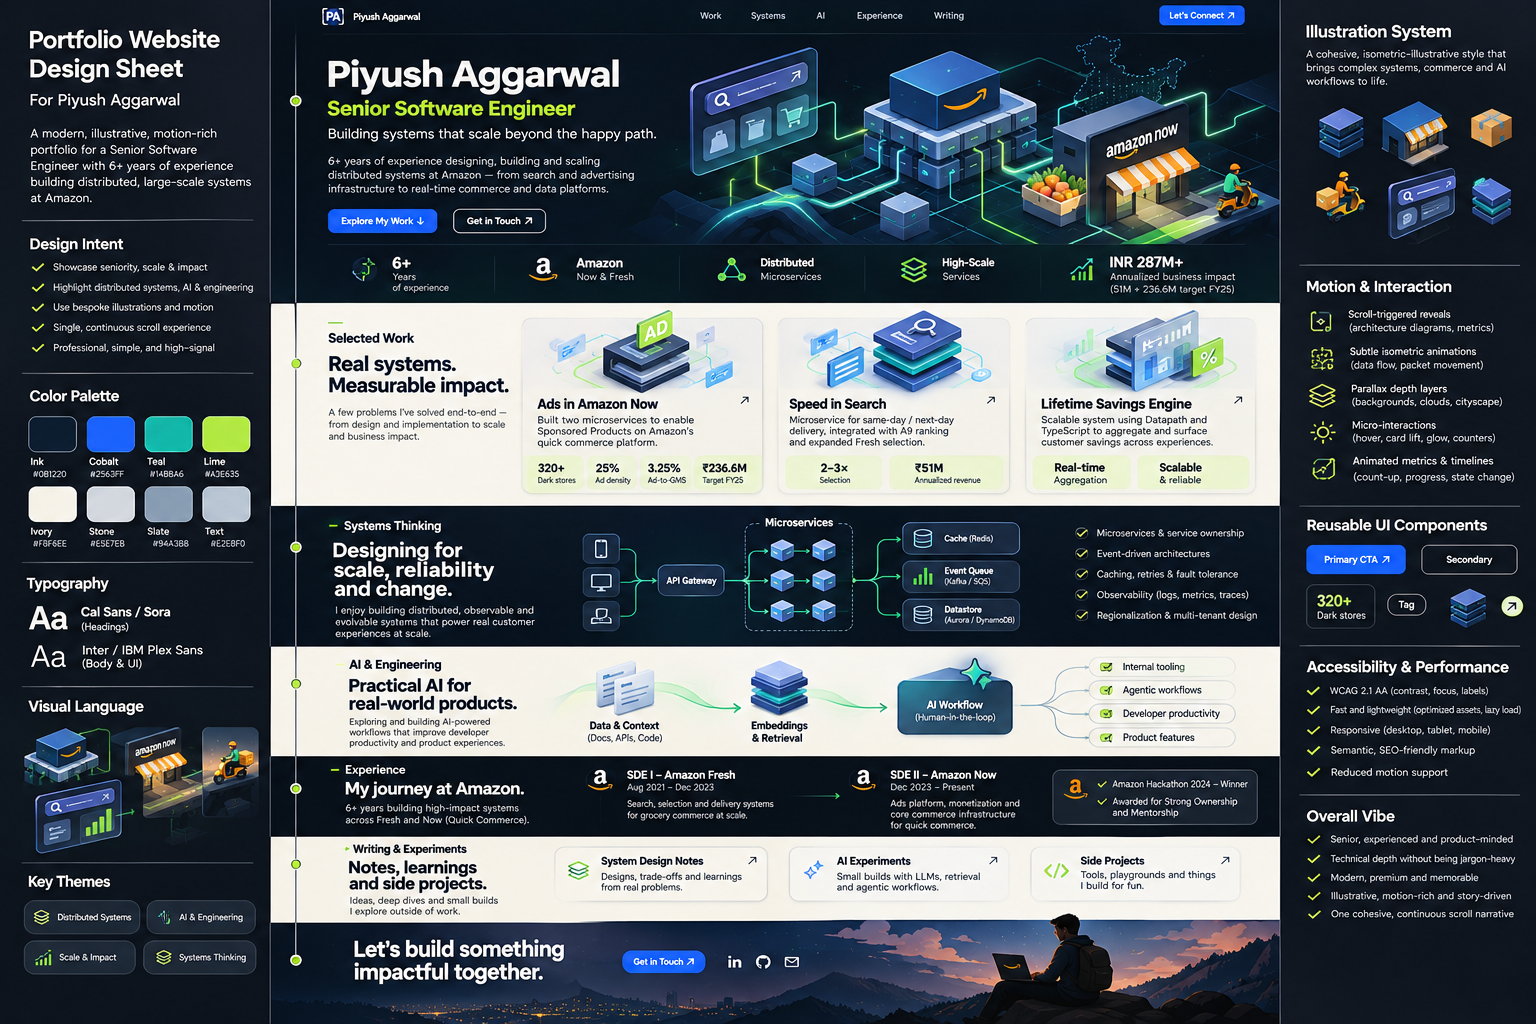 Portfolio Website
Design Sheet
For Piyush Aggarwal
A modern, illustrative, motion-rich
portfolio for a Senior Software
Engineer with 6+ years of experience
building distributed, large-scale systems
at Amazon.
Design Intent
Showcase seniority, scale & impact
Highlight distributed systems, AI & engineering
Use bespoke illustrations and motion
Single, continuous scroll experience
Professional, simple, and high-signal
Color Palette
Ink
#0B1220
Cobalt
#2563FF
Teal
#14B8A6
Lime
#A3E635
Ivory
#F8F6EE
Stone
#E5E7EB
Slate
#94A3B8
Text
#E2E8F0
Typography
Aa
Cal Sans / Sora
(Headings)
Aa
Inter / IBM Plex Sans
(Body & UI)
Visual Language
amazon now
Key Themes
Distributed Systems
AI & Engineering
Scale & Impact
Systems Thinking
PA
Piyush Aggarwal
Work
Systems
AI
Experience
Writing
Let's Connect ↗
Piyush Aggarwal
Senior Software Engineer
Building systems that scale beyond the happy path.
6+ years of experience designing, building and scaling
distributed systems at Amazon — from search and advertising
infrastructure to real-time commerce and data platforms.
Explore My Work ↓
Get in Touch ↗
amazon now
6+
Years
of experience
a
Amazon
Now & Fresh
Distributed
Microservices
High-Scale
Services
INR 287M+
Annualized business impact
(51M + 236.6M target FY25)
Selected Work
Real systems.
Measurable impact.
A few problems I've solved end-to-end —
from design and implementation to scale
and business impact.
AD
Ads in Amazon Now
Built two microservices to enable
Sponsored Products on Amazon's
quick commerce platform.
320+
Dark stores
25%
Ad density
3.25%
Ad-to-GMS
₹236.6M
Target FY25
Speed in Search
Microservice for same-day / next-day
delivery, integrated with A9 ranking
and expanded Fresh selection.
2–3×
Selection
₹51M
Annualized revenue
%
Lifetime Savings Engine
Scalable system using Datapath and
TypeScript to aggregate and surface
customer savings across experiences.
Real-time
Aggregation
Scalable
& reliable
Systems Thinking
Designing for
scale, reliability
and change.
I enjoy building distributed, observable and
evolvable systems that power real customer
experiences at scale.
API Gateway
Microservices
Cache (Redis)
Event Queue
(Kafka / SQS)
Datastore
(Aurora / DynamoDB)
Microservices & service ownership
Event-driven architectures
Caching, retries & fault tolerance
Observability (logs, metrics, traces)
Regionalization & multi-tenant design
AI & Engineering
Practical AI for
real-world products.
Exploring and building AI-powered
workflows that improve developer
productivity and product experiences.
Data & Context
(Docs, APIs, Code)
Embeddings
& Retrieval
AI Workflow
(Human-in-the-loop)
Internal tooling
Agentic workflows
Developer productivity
Product features
Experience
My journey at Amazon.
6+ years building high-impact systems
across Fresh and Now (Quick Commerce).
a
SDE I – Amazon Fresh
Aug 2021 – Dec 2023
Search, selection and delivery systems
for grocery commerce at scale.
a
SDE II – Amazon Now
Dec 2023 – Present
Ads platform, monetization and
core commerce infrastructure
for quick commerce.
a
Amazon Hackathon 2024 – Winner
Awarded for Strong Ownership
and Mentorship
Writing & Experiments
Notes, learnings
and side projects.
Ideas, deep dives and small builds
I explore outside of work.
System Design Notes
Designs, trade-offs and learnings
from real problems.
AI Experiments
Small builds with LLMs, retrieval
and agentic workflows.
</>
Side Projects
Tools, playgrounds and things
I build for fun.
Let's build something
impactful together.
Get in Touch ↗
in
Illustration System
A cohesive, isometric-illustrative style that
brings complex systems, commerce and AI
workflows to life.
Motion & Interaction
Scroll-triggered reveals
(architecture diagrams, metrics)
Subtle isometric animations
(data flow, packet movement)
Parallax depth layers
(backgrounds, clouds, cityscape)
Micro-interactions
(hover, card lift, glow, counters)
Animated metrics & timelines
(count-up, progress, state change)
Reusable UI Components
Primary CTA ↗
Secondary
320+
Dark stores
Tag
Accessibility & Performance
WCAG 2.1 AA (contrast, focus, labels)
Fast and lightweight (optimized assets, lazy load)
Responsive (desktop, tablet, mobile)
Semantic, SEO-friendly markup
Reduced motion support
Overall Vibe
Senior, experienced and product-minded
Technical depth without being jargon-heavy
Modern, premium and memorable
Illustrative, motion-rich and story-driven
One cohesive, continuous scroll narrative